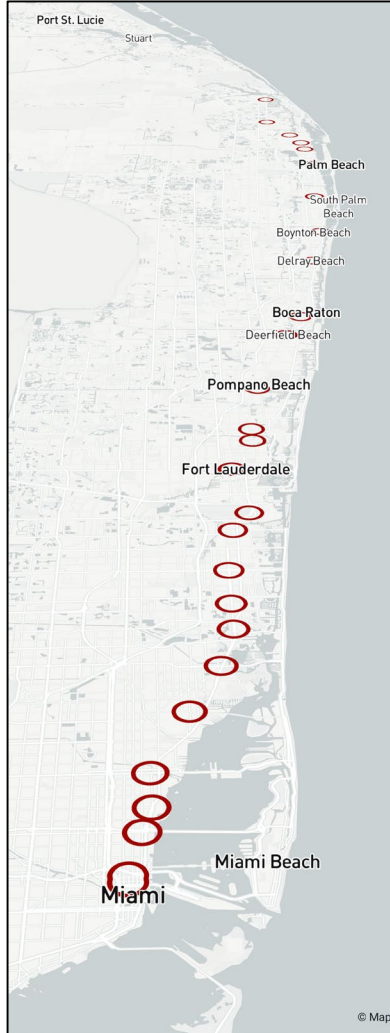 Port St. Lucie
Stuart
Palm Beach
South Palm
Beach
Boynton Beach
Delray Beach
Boca Raton
Deerfield Beach
Pompano Beach
Fort Lauderdale
Miami Beach
Miami
© Map